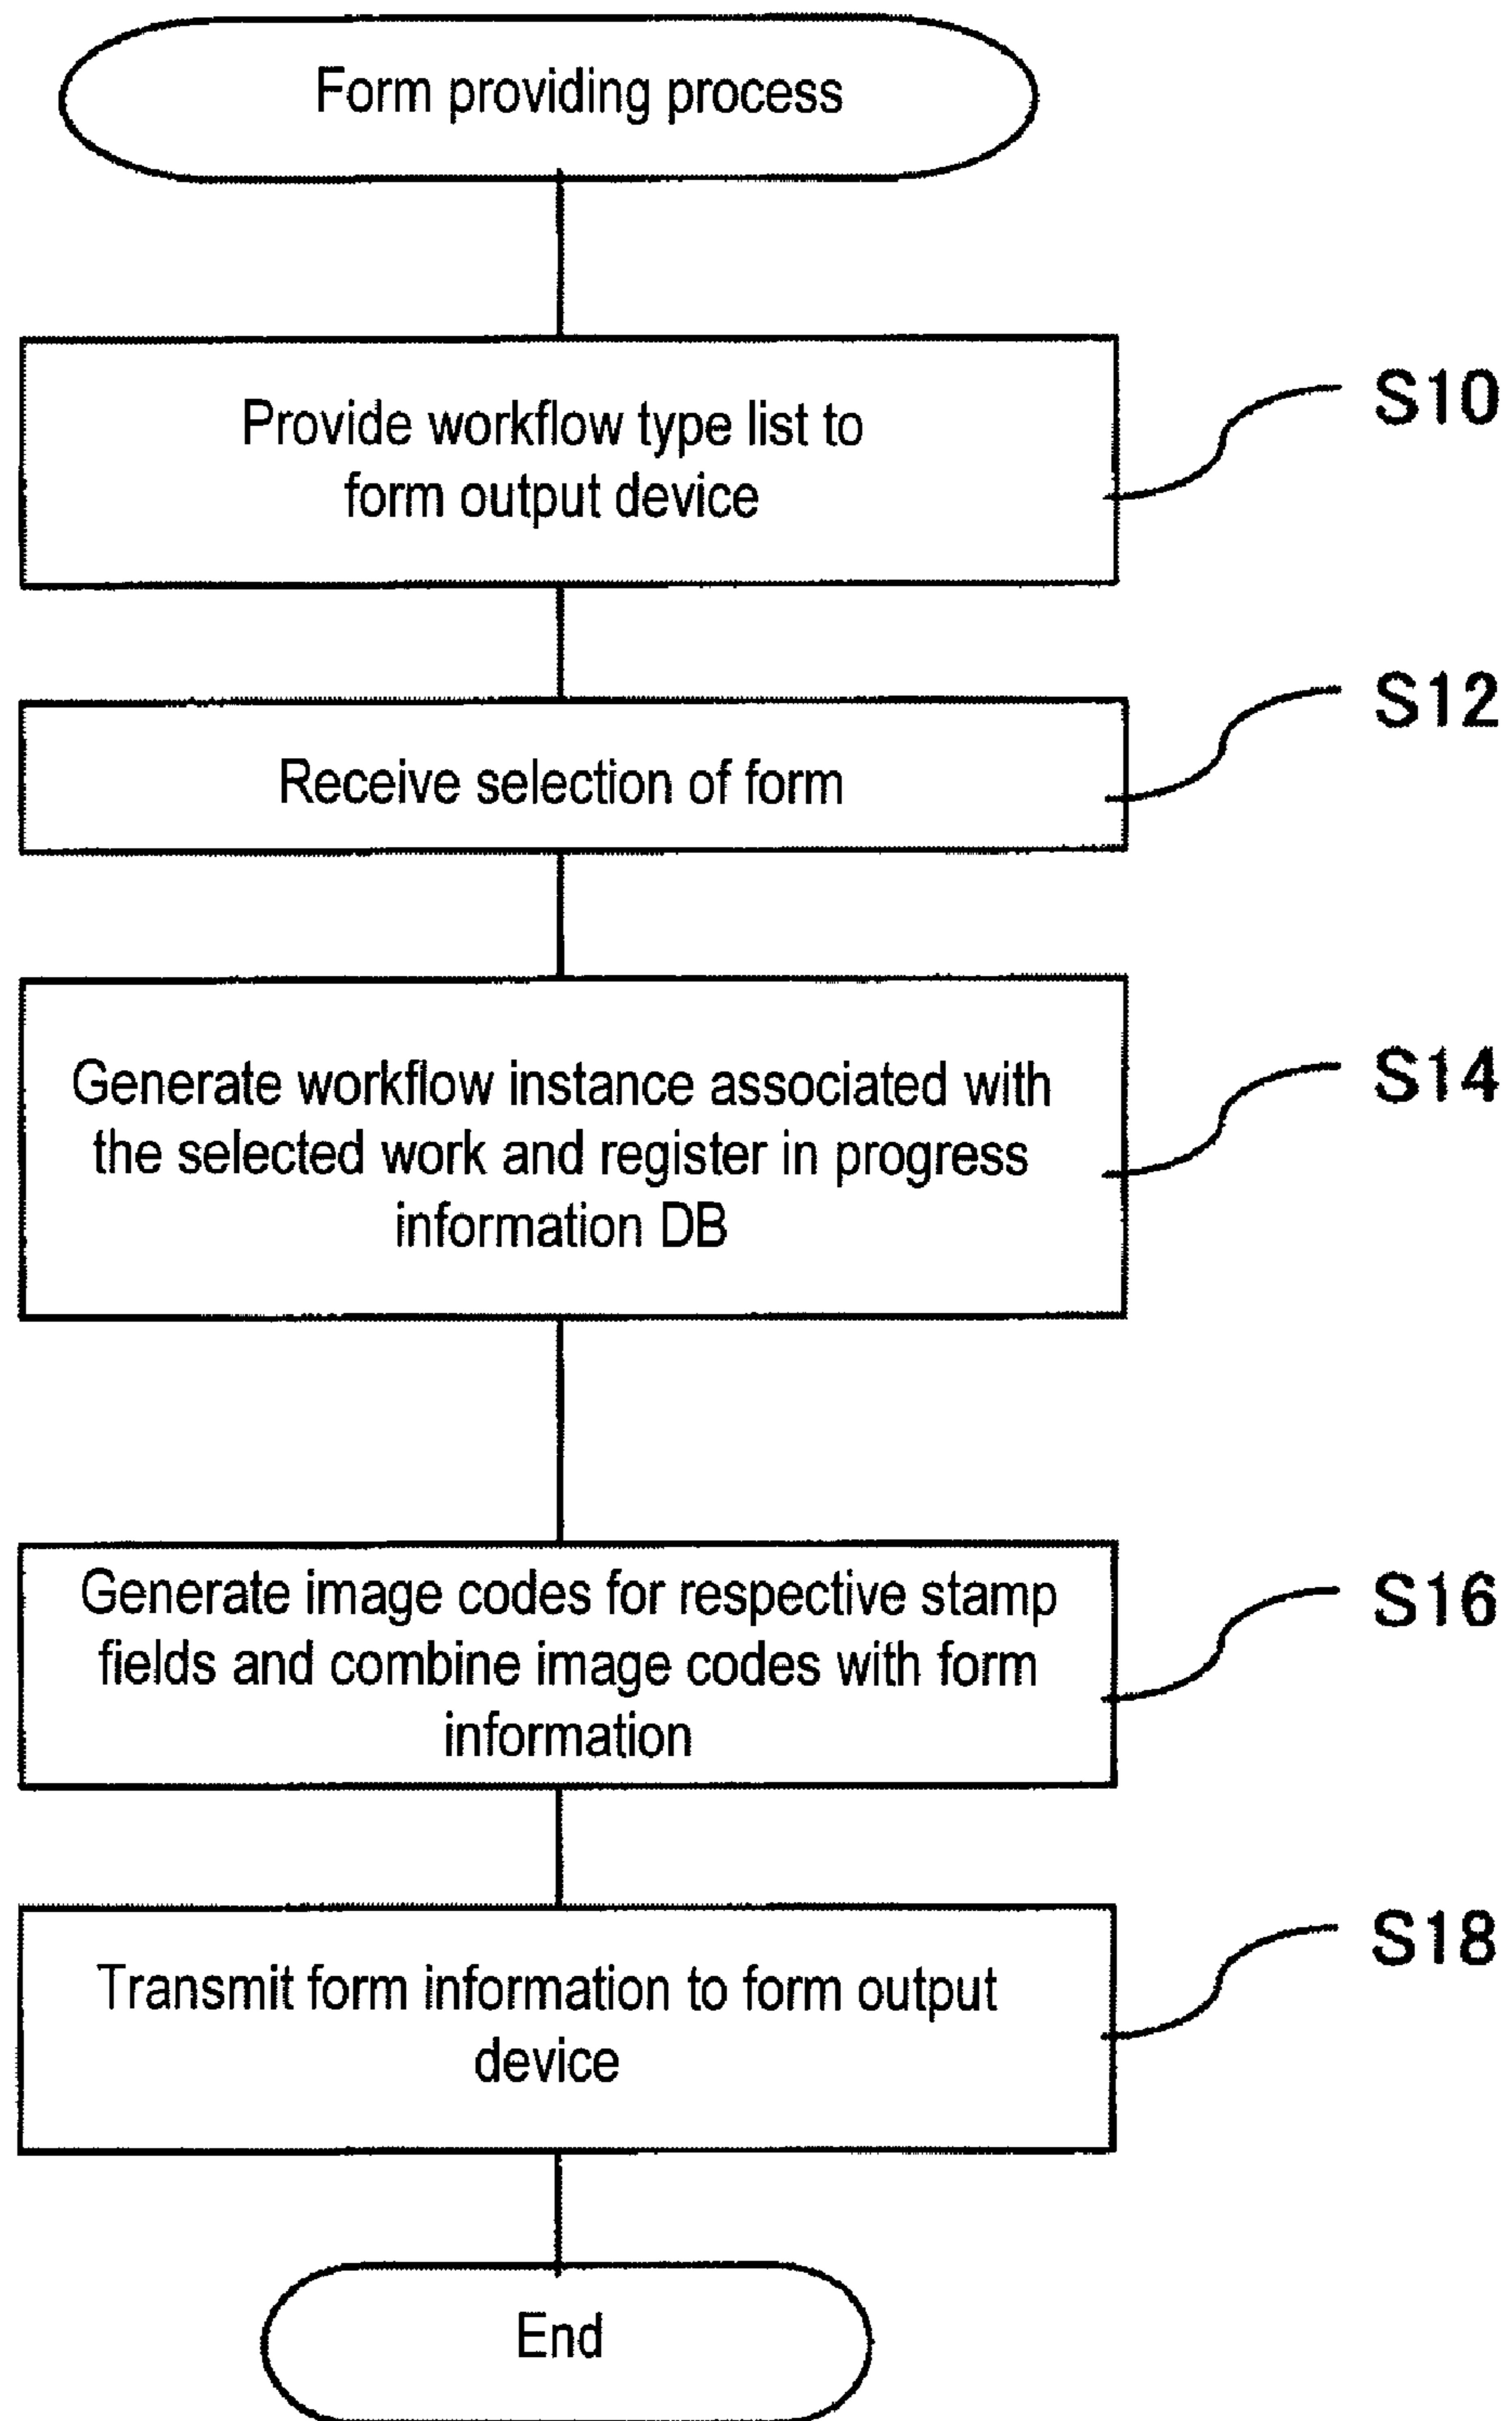 Form providing process
Provide workflow type list to
form output device
S10
Receive selection of form
S12
Generate workflow instance associated with
the selected work and register in progress
information DB
S14
Generate image codes for respective stamp
fields and combine image codes with form
information
S16
Transmit form information to form output
device
S18
End